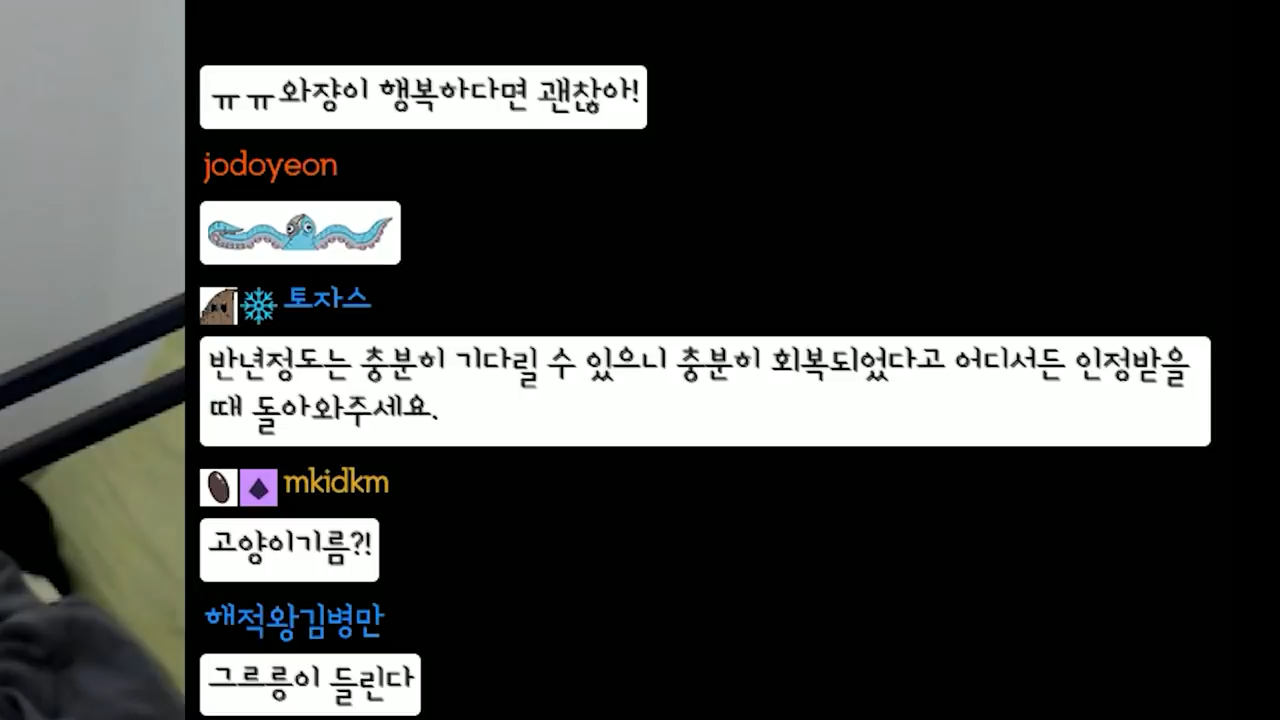 ㅠㅠ와쟝이 행복하다면 괜찮아!
jodoyeon
토자스
반년정도는 충분히 기다릴 수 있으니 충분히 회복되었다고 어디서든 인정받을
때 돌아와주세요.
mkidkm
고양이기름?!
해적왕김병만
그르릉이 들린다